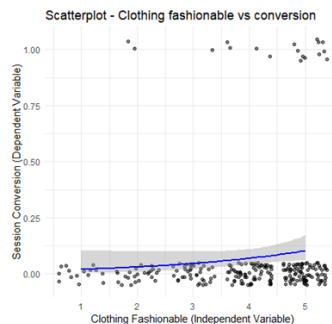 Scatterplot - Clothing fashionable vs conversion
Session Conversion (Dependent Variable)
1.00
0.75
0.50
0.25
0.00
1 2 3 4 5
Clothing Fashionable (Independent Variable)